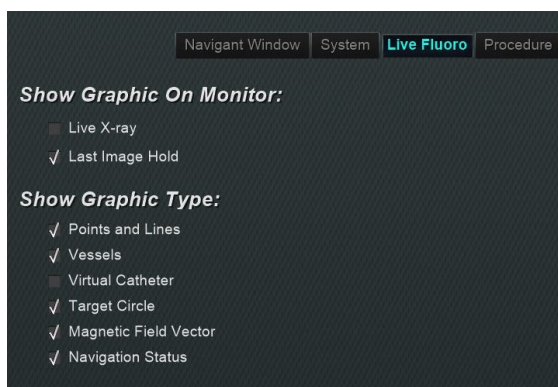 Navigant Window System Live Fluoro Procedure
Show Graphic On Monitor:
Live X-ray
Last Image Hold
Show Graphic Type:
Points and Lines
Vessels
Virtual Catheter
Target Circle
Magnetic Field Vector
Navigation Status